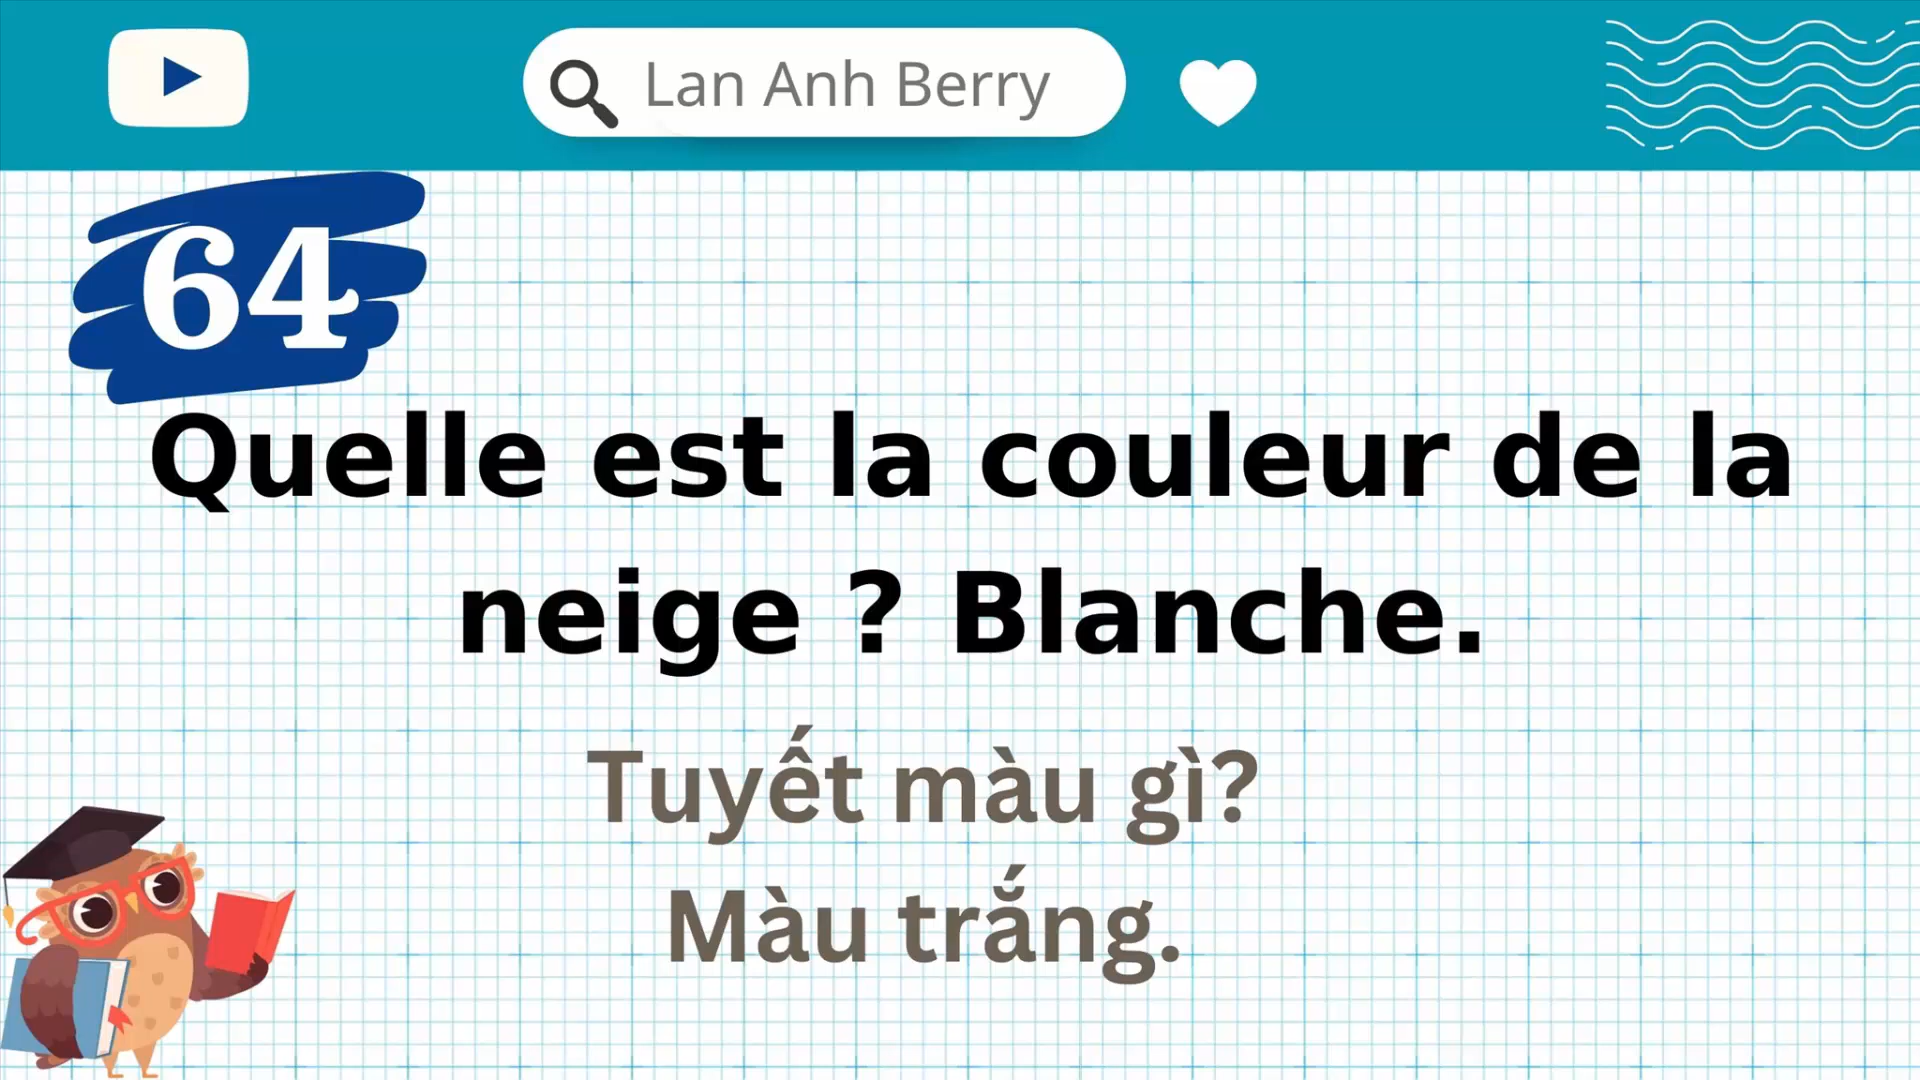 Lan Anh Berry
64
Quelle est la couleur de la
neige ? Blanche.
Tuyết màu gì?
Màu trắng.